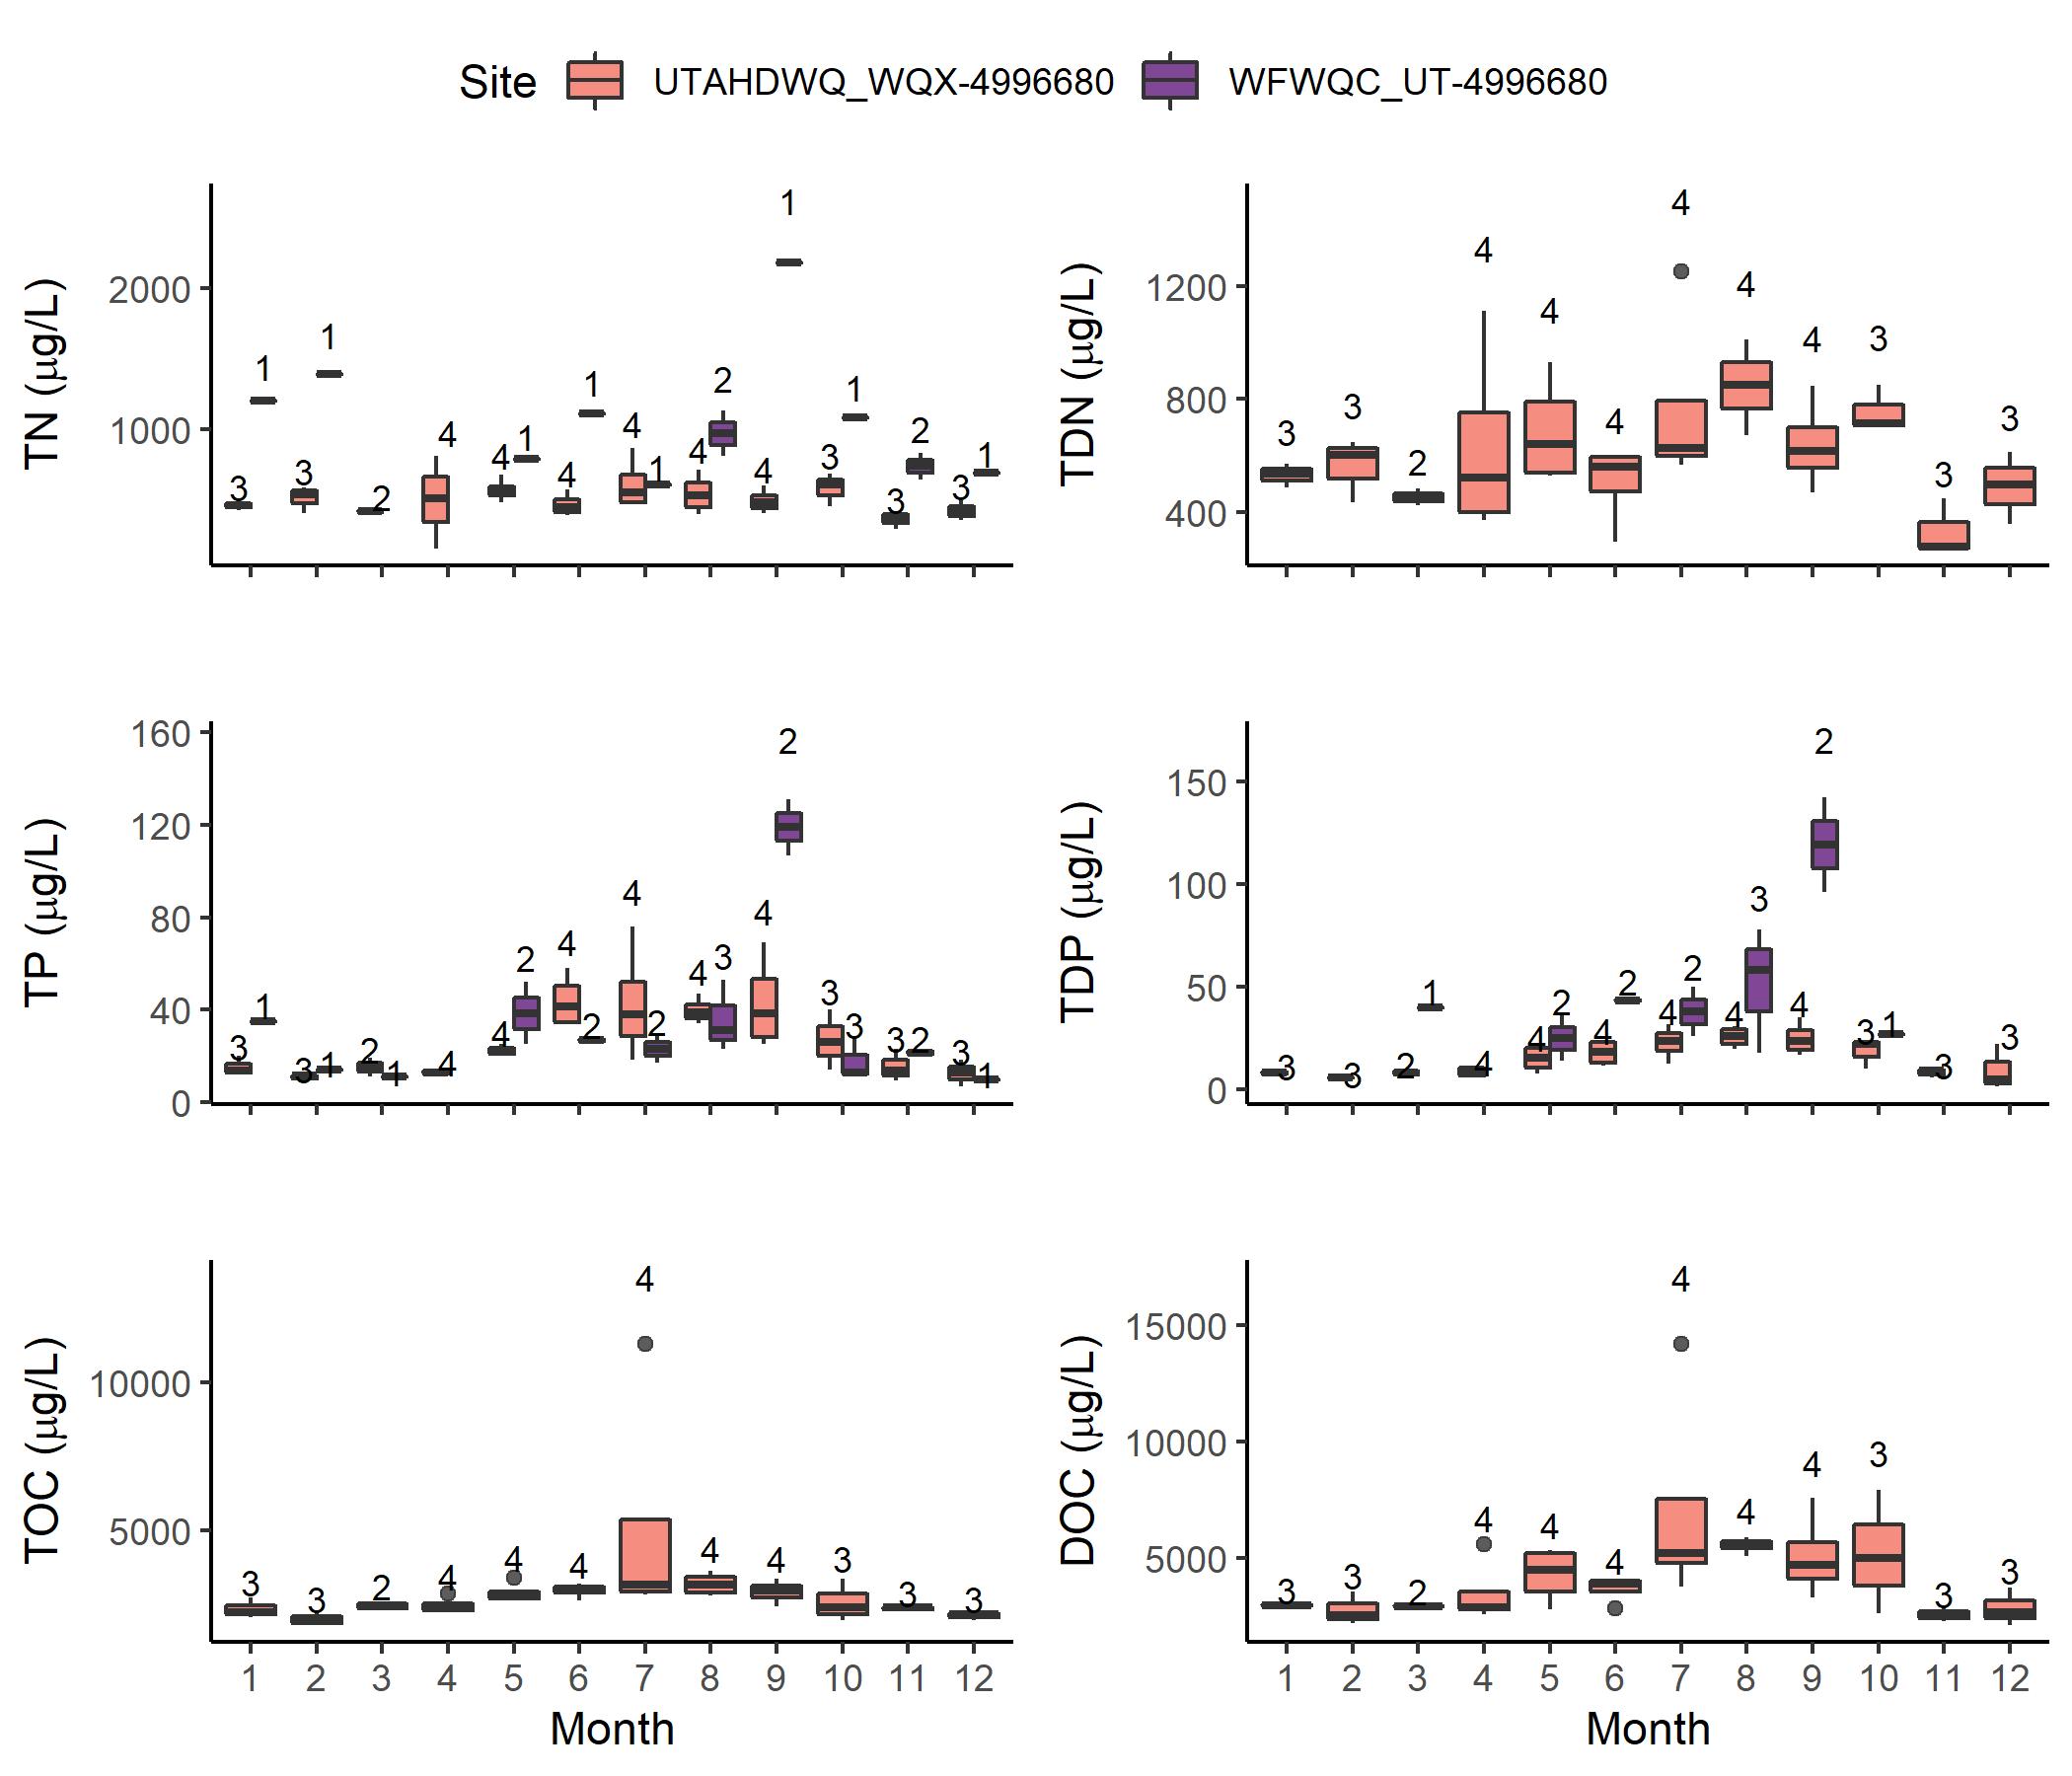 Site UTAHDWQ_WQX-4996680 WFWQC_UT-4996680
TN (µg/L)
2000
1000
3 1 3 1 2 4 4 1 4 1 4 1 4 2 4 1 3 1 3 2 3 1
TDN (µg/L)
1200
800
400
3 3 2 4 4 4 4 4 4 3 3 3
TP (µg/L)
160
120
80
40
0
3 1 3 1 2 1 4 4 2 4 2 4 2 4 3 4 2 3 3 3 2 3 1
TDP (µg/L)
150
100
50
0
3 3 2 1 4 4 2 4 2 4 2 4 3 4 2 3 1 3 3
TOC (µg/L)
10000
5000
3 3 2 4 4 4 4 4 4 3 3 3
1 2 3 4 5 6 7 8 9 10 11 12
Month
DOC (µg/L)
15000
10000
5000
3 3 2 4 4 4 4 4 4 3 3 3
1 2 3 4 5 6 7 8 9 10 11 12
Month